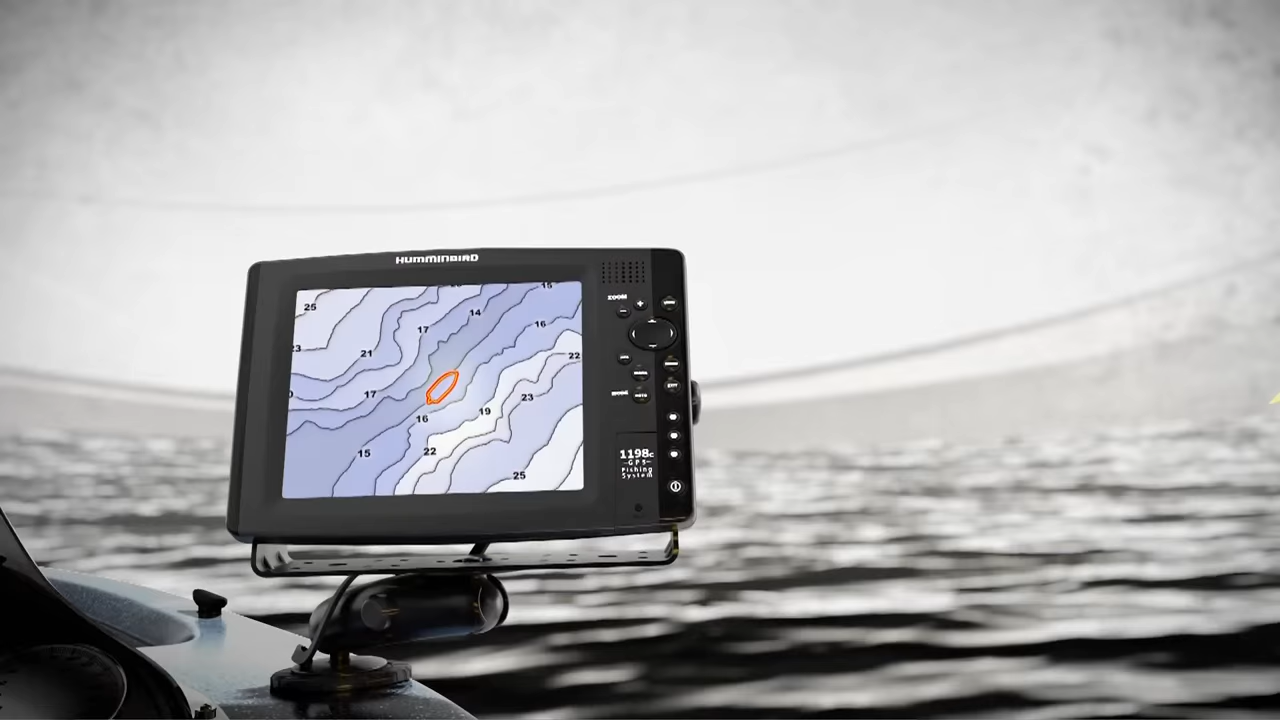 HUMMINBIRD
15
25
ZOOM
14
17
16
21
22
17
23
16
19
15
22
25
1198c
GPS
Fishing
System